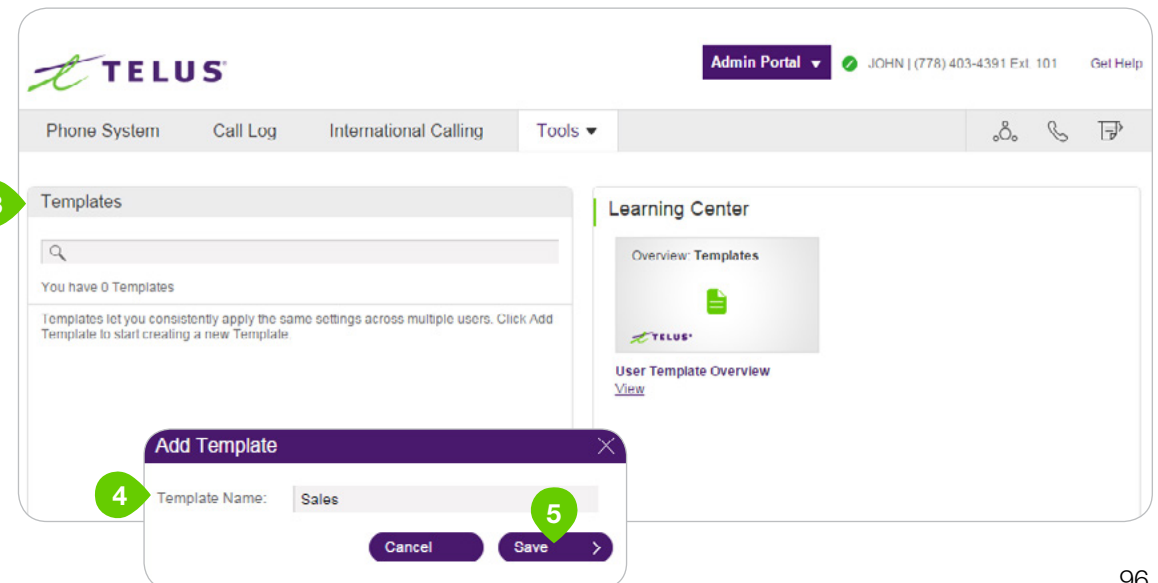 TELUS
Admin Portal JOHN | (778) 403-4391 Ext. 101 Get Help
Phone System Call Log International Calling Tools
3 Templates
Learning Center
Overview: Templates
You have 0 Templates
Templates let you consistently apply the same settings across multiple users. Click Add
Template to start creating a new Template.
TELUS
User Template Overview
View
Add Template
4 Template Name: Sales
5
Cancel Save
96